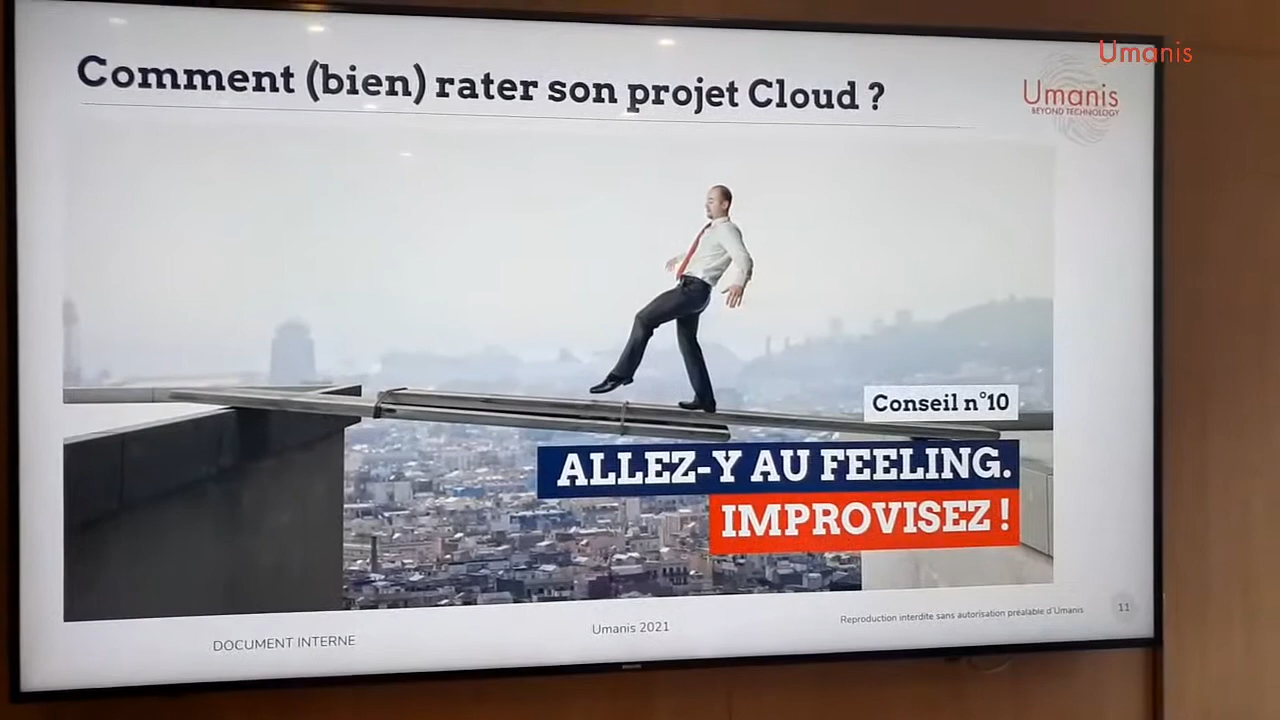 Umanis
Comment (bien) rater son projet Cloud ?
Umanis
BEYOND TECHNOLOGY
Conseil n°10
ALLEZ-Y AU FEELING.
IMPROVISEZ !
DOCUMENT INTERNE
Umanis 2021
Reproduction interdite sans autorisation préalable d'Umanis
11